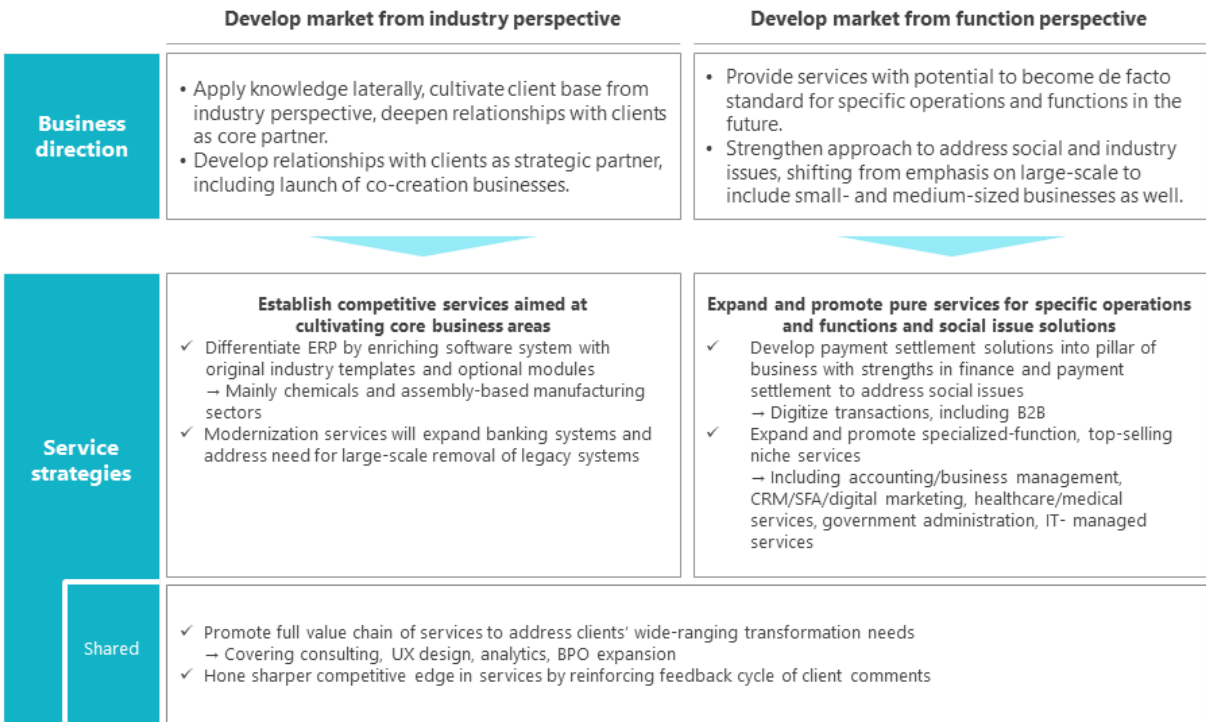 Develop market from industry perspective
Develop market from function perspective
Business
direction
• Apply knowledge laterally, cultivate client base from
industry perspective, deepen relationships with clients
as core partner.
• Develop relationships with clients as strategic partner,
including launch of co-creation businesses.
• Provide services with potential to become de facto
standard for specific operations and functions in the
future.
• Strengthen approach to address social and industry
issues, shifting from emphasis on large-scale to
include small- and medium-sized businesses as well.
Service
strategies
Establish competitive services aimed at
cultivating core business areas
✓ Differentiate ERP by enriching software system with
original industry templates and optional modules
→ Mainly chemicals and assembly-based manufacturing
sectors
✓ Modernization services will expand banking systems and
address need for large-scale removal of legacy systems
Expand and promote pure services for specific operations
and functions and social issue solutions
✓ Develop payment settlement solutions into pillar of
business with strengths in finance and payment
settlement to address social issues
→ Digitize transactions, including B2B
✓ Expand and promote specialized-function, top-selling
niche services
→ Including accounting/business management,
CRM/SFA/digital marketing, healthcare/medical
services, government administration, IT- managed
services
Shared
✓ Promote full value chain of services to address clients' wide-ranging transformation needs
→ Covering consulting, UX design, analytics, BPO expansion
✓ Hone sharper competitive edge in services by reinforcing feedback cycle of client comments